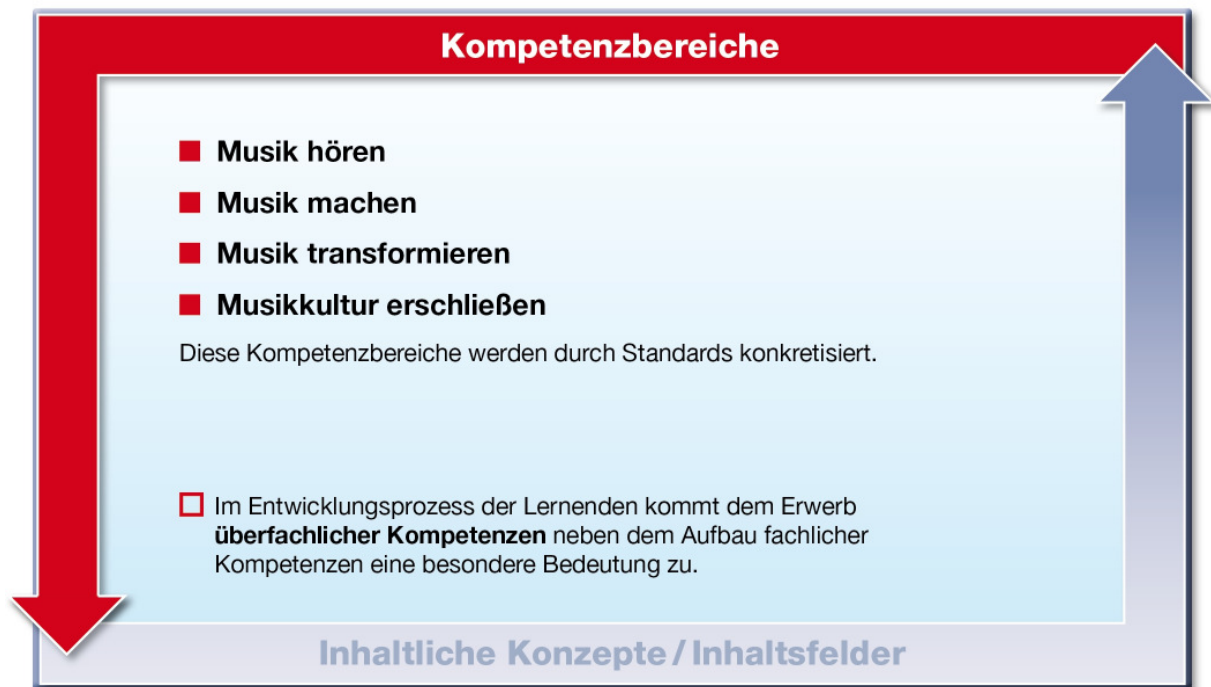 Kompetenzbereiche
Musik hören
Musik machen
Musik transformieren
Musikkultur erschließen
Diese Kompetenzbereiche werden durch Standards konkretisiert.
Im Entwicklungsprozess der Lernenden kommt dem Erwerb
überfachlicher Kompetenzen neben dem Aufbau fachlicher
Kompetenzen eine besondere Bedeutung zu.
Inhaltliche Konzepte / Inhaltsfelder